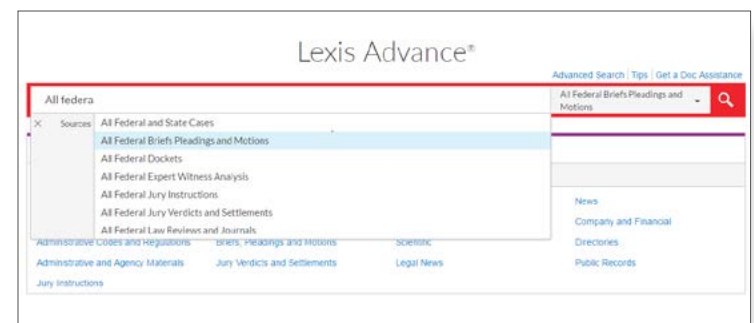 Lexis Advance®
Advanced Search | Tips | Get a Doc Assistance
All federa
All Federal Briefs Pleadings and
Motions
× Sources All Federal and State Cases
All Federal Briefs Pleadings and Motions
All Federal Dockets
All Federal Expert Witness Analysis
All Federal Jury Instructions
All Federal Jury Verdicts and Settlements
All Federal Law Reviews and Journals
News
Company and Financial
Administrative Codes and Regulations Briefs, Pleadings and Motions Scientific Directories
Administrative and Agency Materials Jury Verdicts and Settlements Legal News Public Records
Jury Instructions